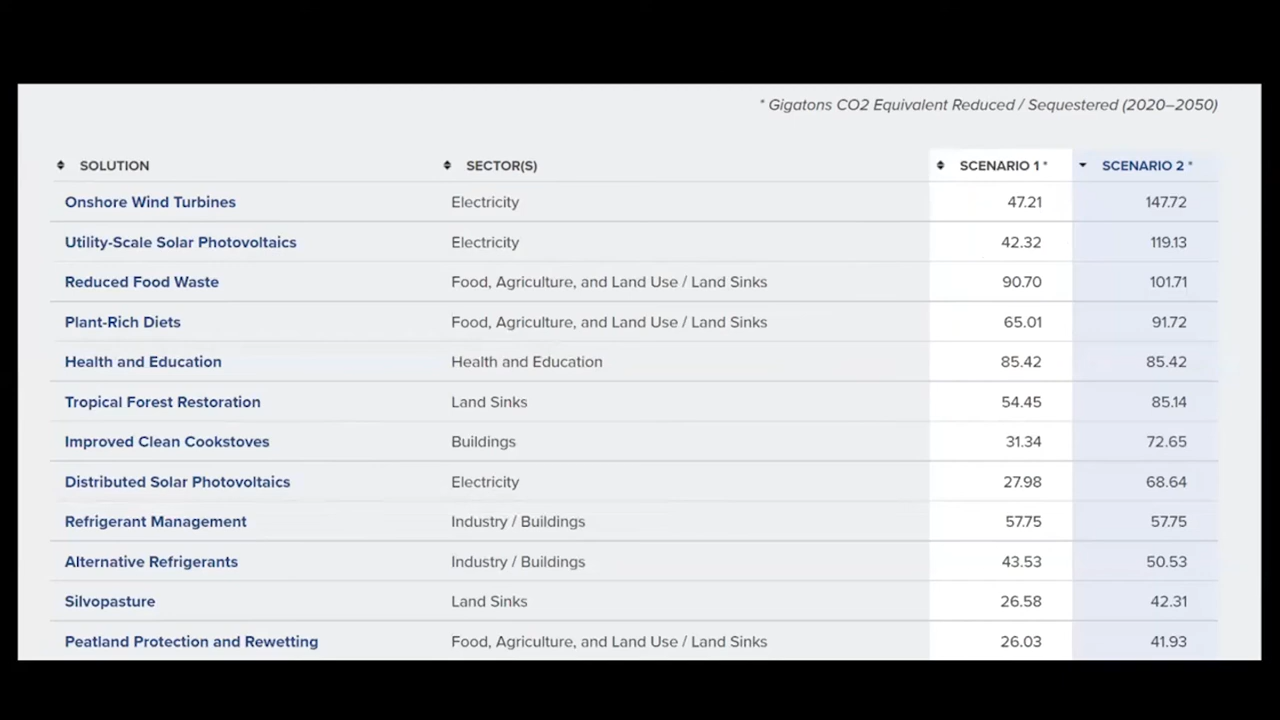 * Gigatons CO2 Equivalent Reduced / Sequestered (2020–2050)
SOLUTION SECTOR(S) SCENARIO 1 * SCENARIO 2 *
Onshore Wind Turbines Electricity 47.21 147.72
Utility-Scale Solar Photovoltaics Electricity 42.32 119.13
Reduced Food Waste Food, Agriculture, and Land Use / Land Sinks 90.70 101.71
Plant-Rich Diets Food, Agriculture, and Land Use / Land Sinks 65.01 91.72
Health and Education Health and Education 85.42 85.42
Tropical Forest Restoration Land Sinks 54.45 85.14
Improved Clean Cookstoves Buildings 31.34 72.65
Distributed Solar Photovoltaics Electricity 27.98 68.64
Refrigerant Management Industry / Buildings 57.75 57.75
Alternative Refrigerants Industry / Buildings 43.53 50.53
Silvopasture Land Sinks 26.58 42.31
Peatland Protection and Rewetting Food, Agriculture, and Land Use / Land Sinks 26.03 41.93